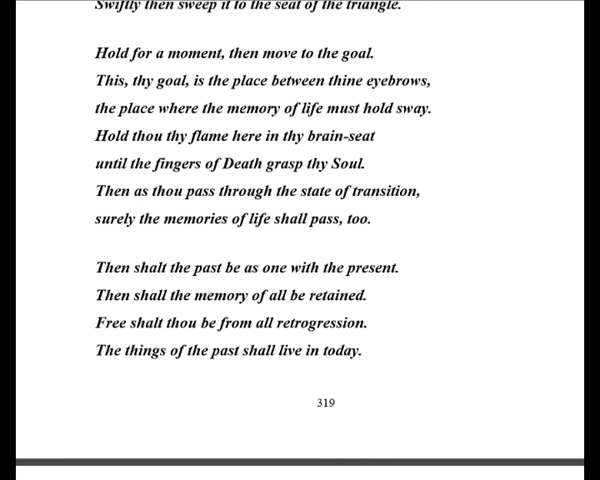 Swiftly then sweep it to the seat of the triangle.
Hold for a moment, then move to the goal.
This, thy goal, is the place between thine eyebrows,
the place where the memory of life must hold sway.
Hold thou thy flame here in thy brain-seat
until the fingers of Death grasp thy Soul.
Then as thou pass through the state of transition,
surely the memories of life shall pass, too.
Then shalt the past be as one with the present.
Then shall the memory of all be retained.
Free shalt thou be from all retrogression.
The things of the past shall live in today.
319